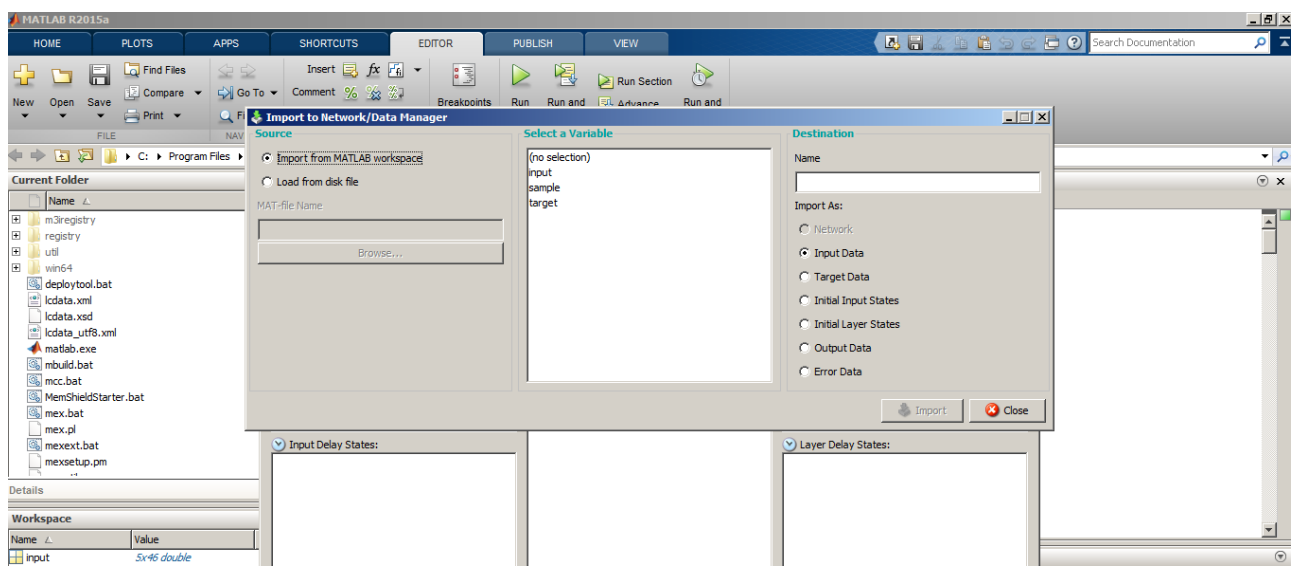 MATLAB R2015a
HOME PLOTS APPS SHORTCUTS EDITOR PUBLISH VIEW
Search Documentation
New Open Save
Find Files
Compare
Print
Go To
Insert fx
Comment
Breakpoints
Run
Run and
Run Section
Advance
Run and
FILE
NAV
C: Program Files
Current Folder
Name
m3iregistry
registry
util
win64
deploytool.bat
lcdata.xml
lcdata.xsd
lcdata_utf8.xml
matlab.exe
mbuild.bat
mcc.bat
MemShieldStarter.bat
mex.bat
mex.pl
mexext.bat
mexsetup.pm
Details
Workspace
Name Value
input 5x46 double
Import to Network/Data Manager
Source
Import from MATLAB workspace
Load from disk file
MAT-file Name
Browse...
Select a Variable
(no selection)
input
sample
target
Destination
Name
Import As:
Network
Input Data
Target Data
Initial Input States
Initial Layer States
Output Data
Error Data
Import Close
Input Delay States:
Layer Delay States: